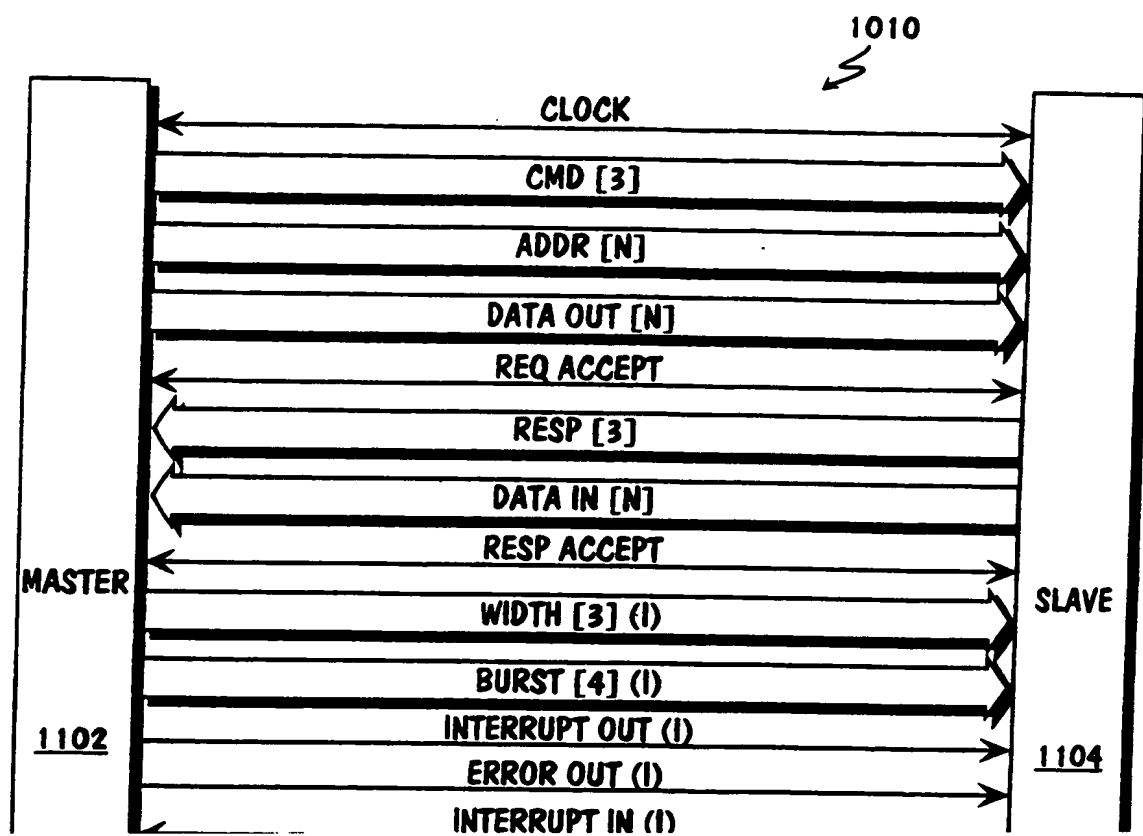 1010
CLOCK
CMD [3]
ADDR [N]
DATA OUT [N]
REQ ACCEPT
RESP [3]
DATA IN [N]
RESP ACCEPT
MASTER
SLAVE
WIDTH [3] (I)
BURST [4] (I)
INTERRUPT OUT (I)
1102
1104
ERROR OUT (I)
INTERRUPT IN (I)